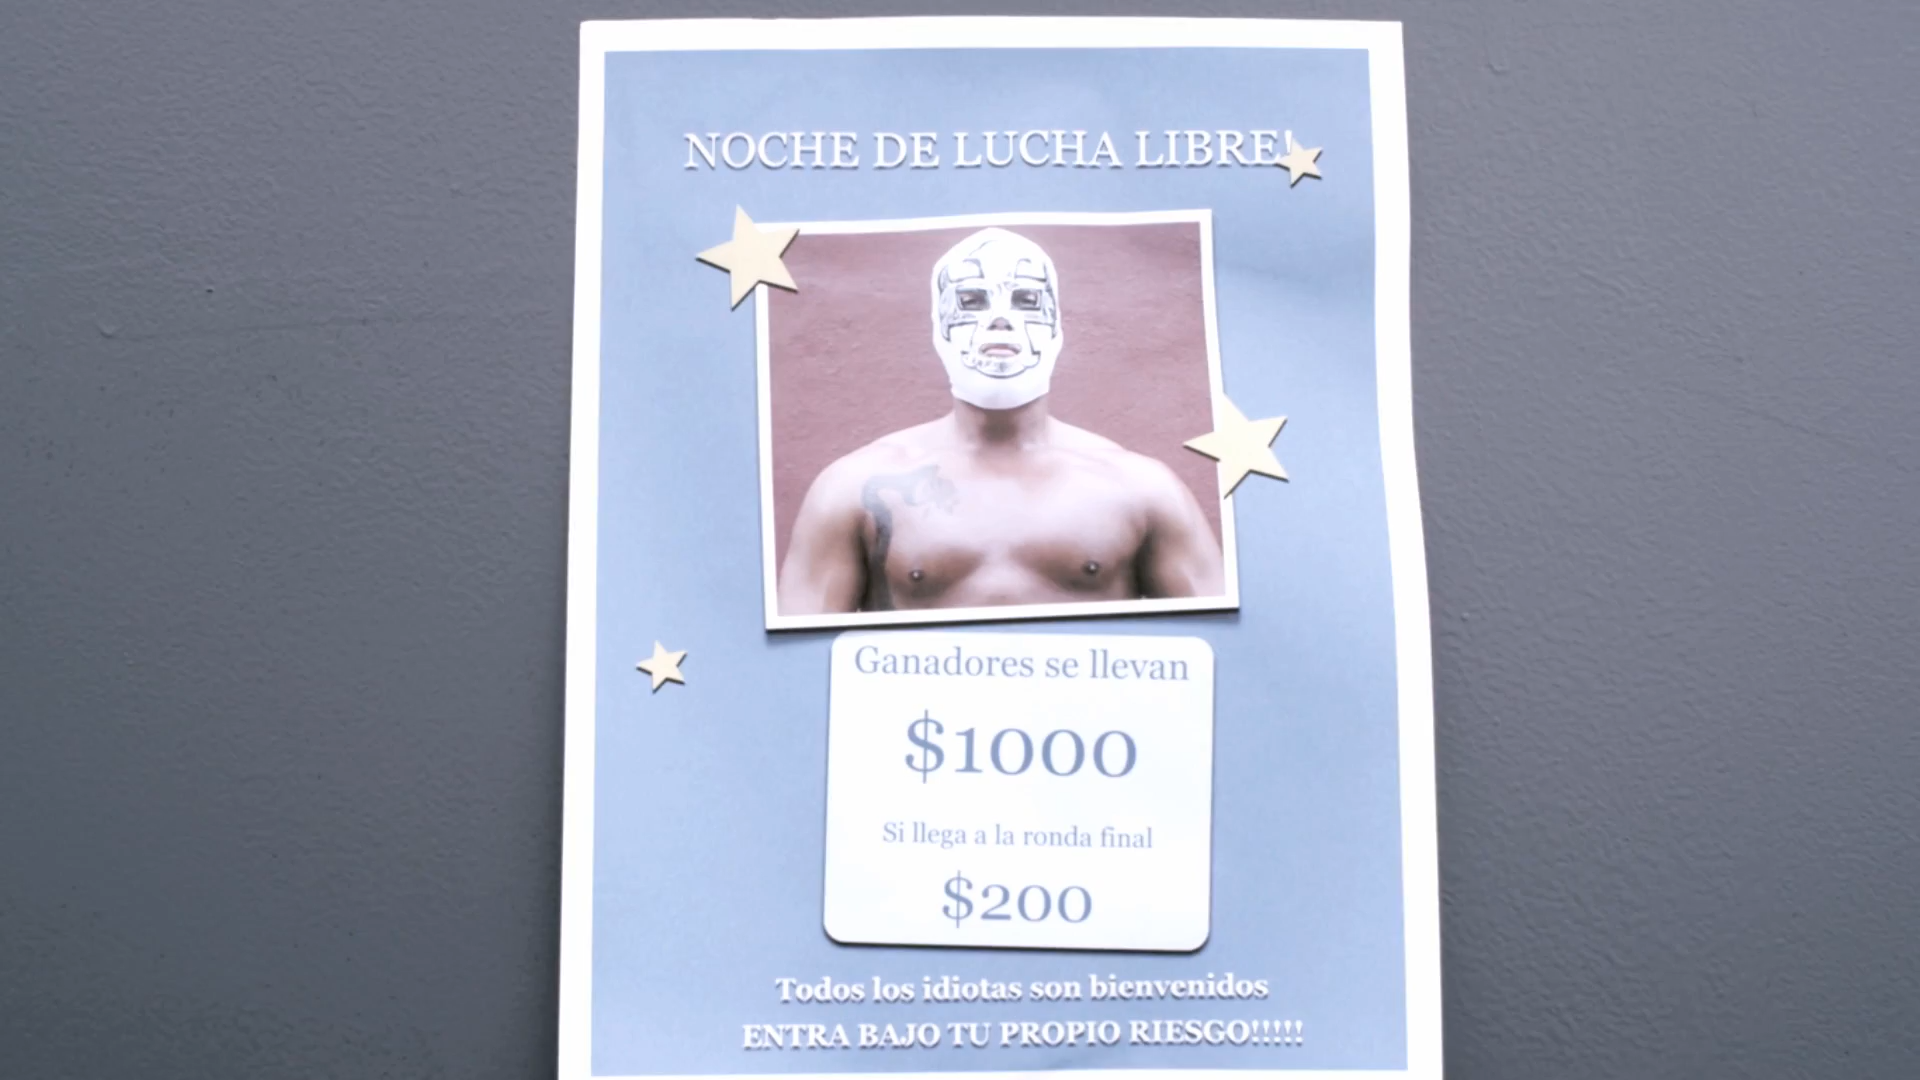 NOCHE DE LUCHA LIBRE!
Ganadores se llevan
$1000
Si llega a la ronda final
$200
Todos los idiotas son bienvenidos
ENTRA BAJO TU PROPIO RIESGO!!!!!